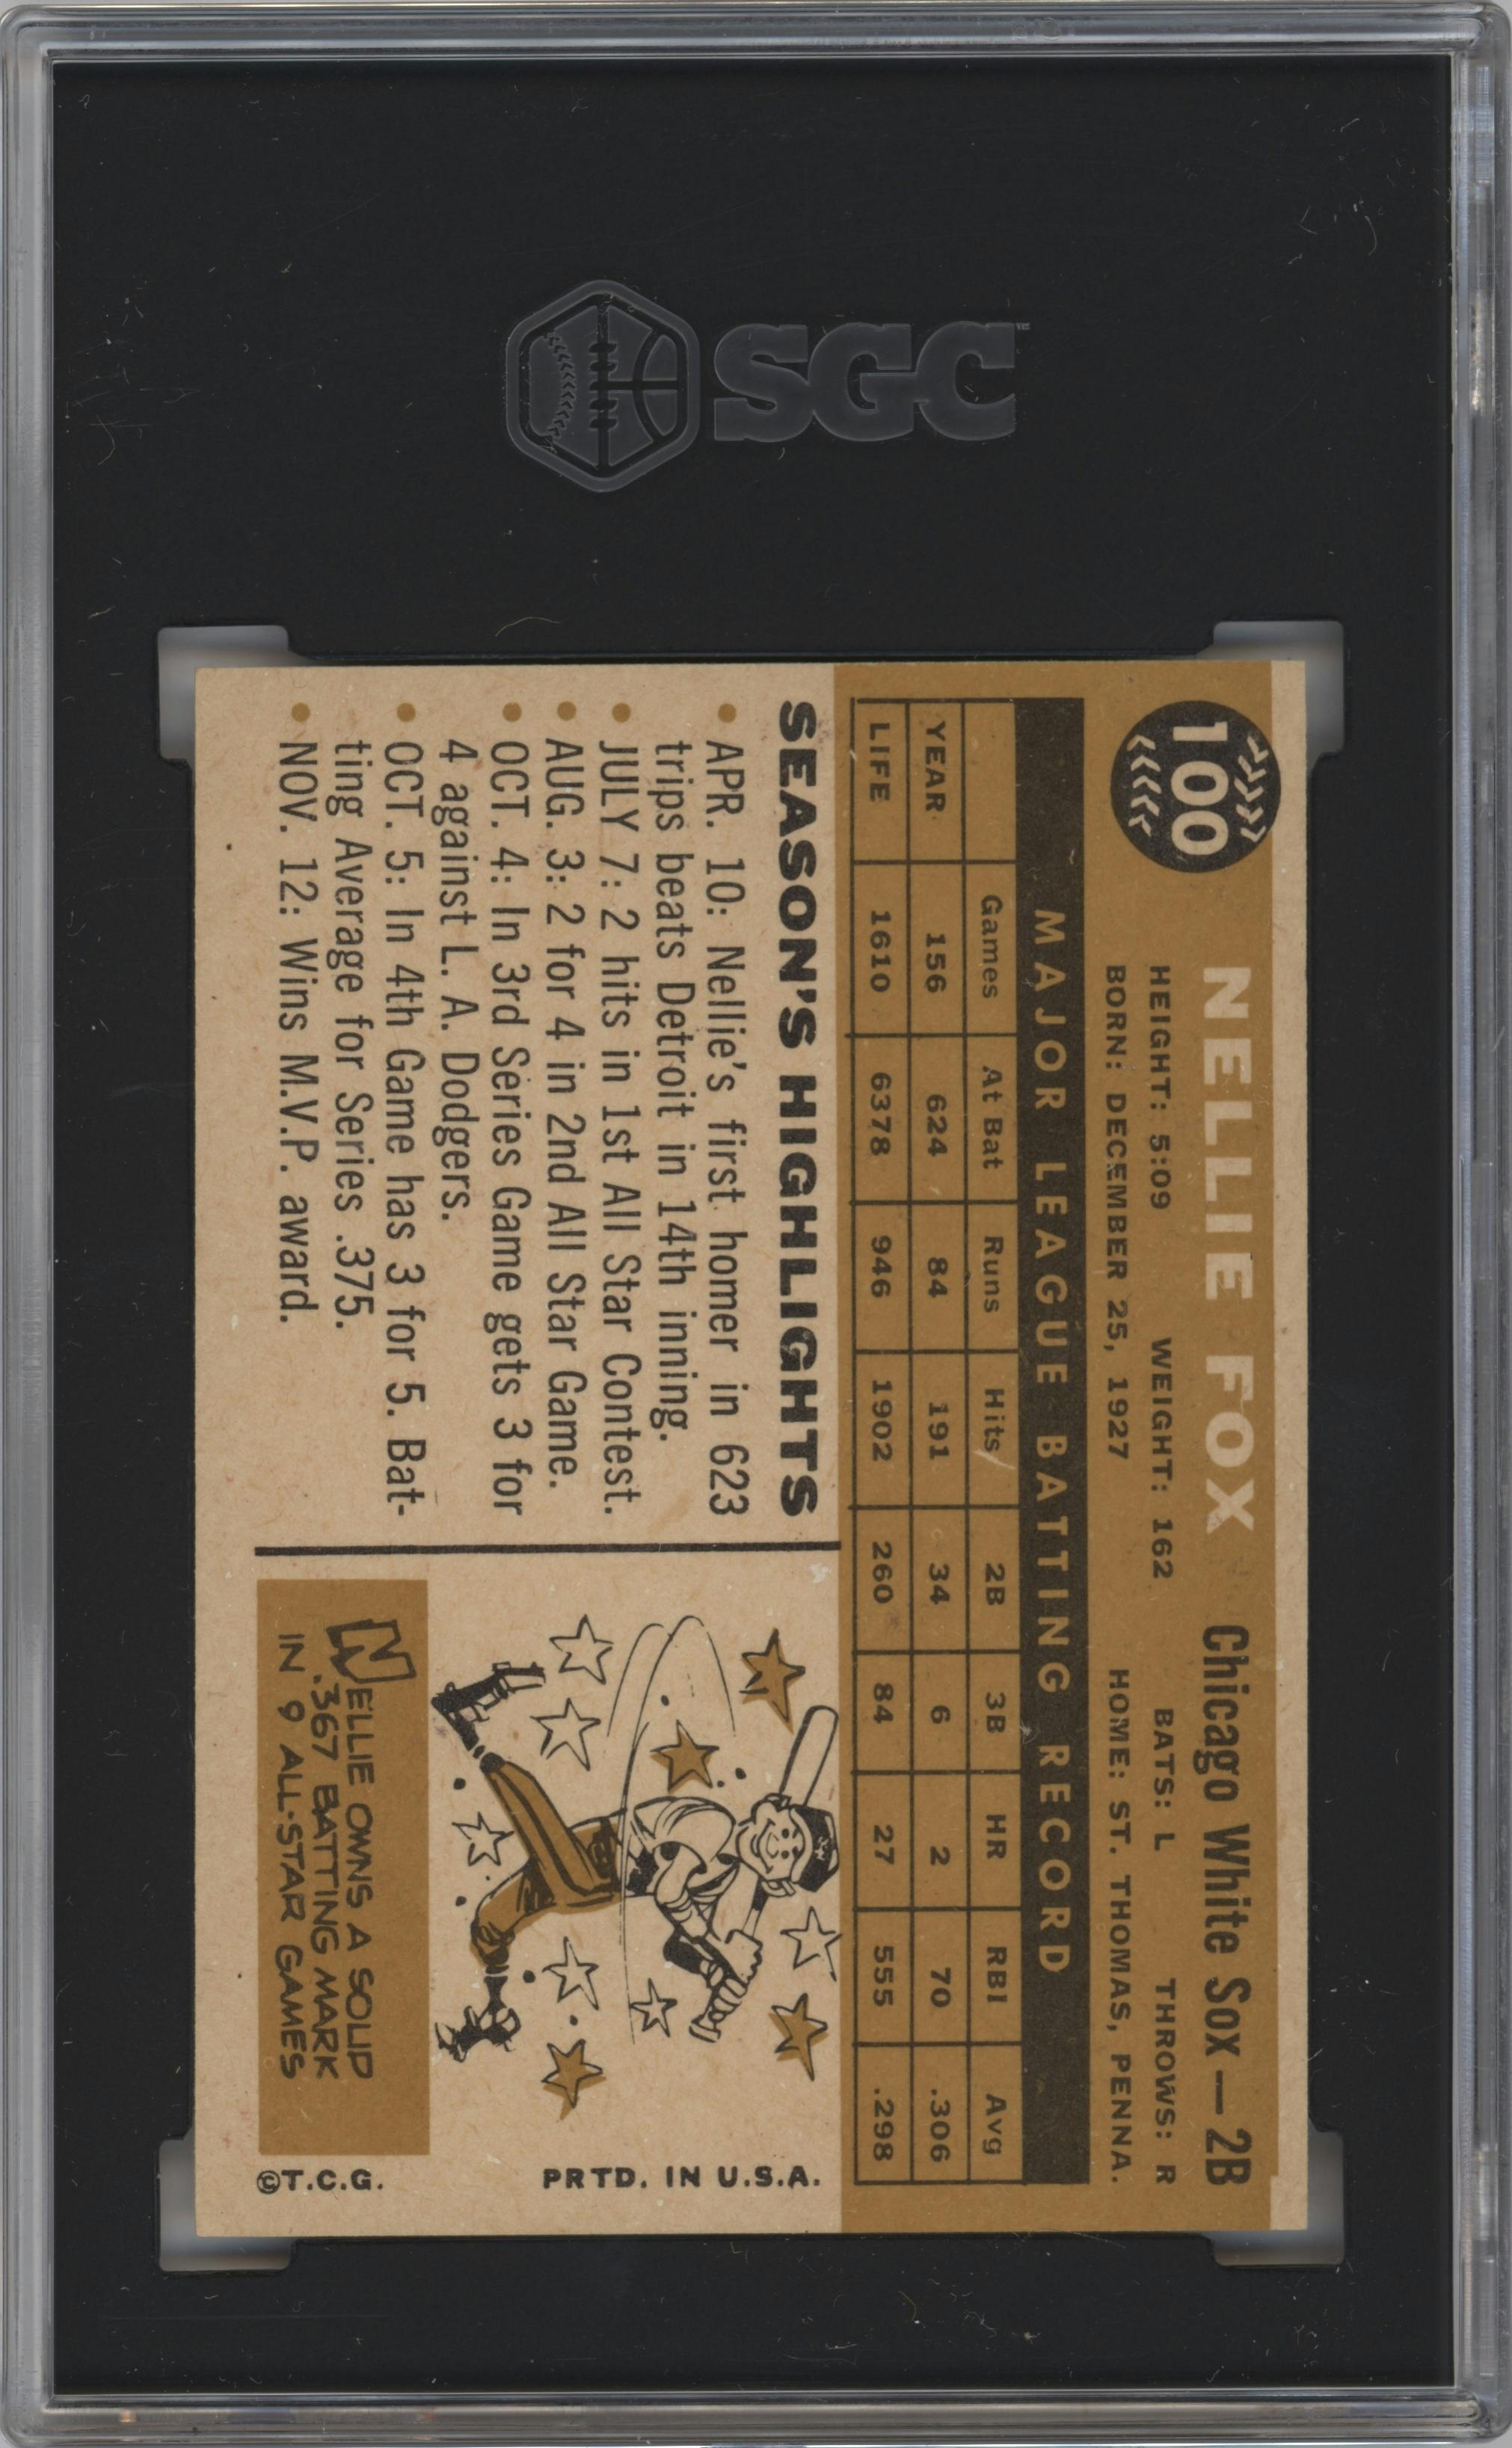 SGC
™
100
NELLIE FOX Chicago White Sox — 2B
HEIGHT: 5:09 WEIGHT: 162 BATS: L THROWS: R
BORN: DECEMBER 25, 1927 HOME: ST. THOMAS, PENNA.
MAJOR LEAGUE BATTING RECORD
Games At Bat Runs Hits 2B 3B HR RBI Avg
YEAR 156 624 84 191 34 6 2 70 .306
LIFE 1610 6378 946 1902 260 84 27 555 .298
SEASON'S HIGHLIGHTS
• APR. 10: Nellie's first homer in 623
trips beats Detroit in 14th inning.
• JULY 7: 2 hits in 1st All Star Contest.
• AUG. 3: 2 for 4 in 2nd All Star Game.
• OCT. 4: In 3rd Series Game gets 3 for
4 against L. A. Dodgers.
• OCT. 5: In 4th Game has 3 for 5. Bat-
ting Average for Series .375.
• NOV. 12: Wins M.V.P. award.
NELLIE OWNS A SOLID
.367 BATTING MARK
IN 9 ALL-STAR GAMES
PRTD. IN U.S.A.
©T.C.G.